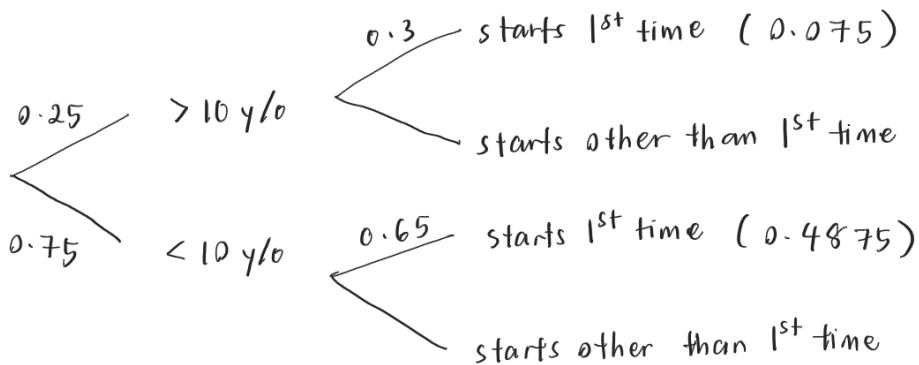 0.3 starts 1st time (0.075)
0.25 > 10 y/o
starts other than 1st time
0.75 < 10 y/o 0.65 starts 1st time (0.4875)
starts other than 1st time